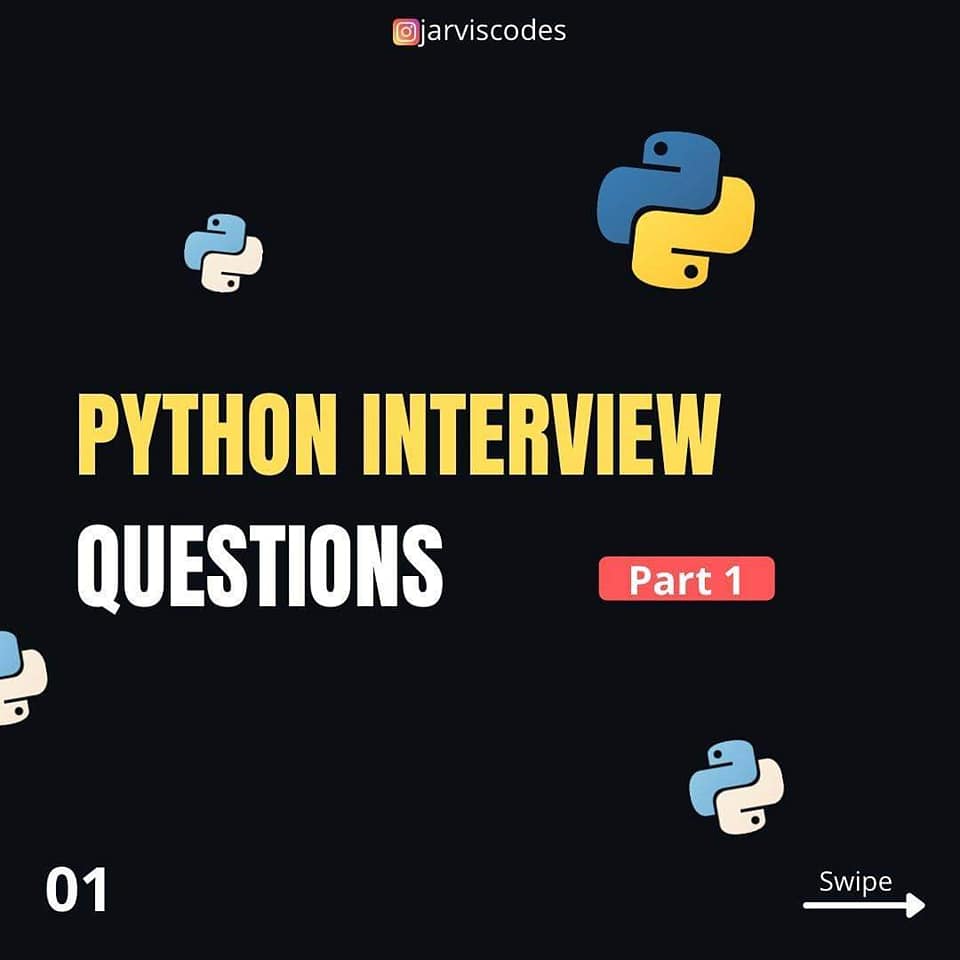 jarviscodes
PYTHON INTERVIEW
QUESTIONS
Part 1
01
Swipe